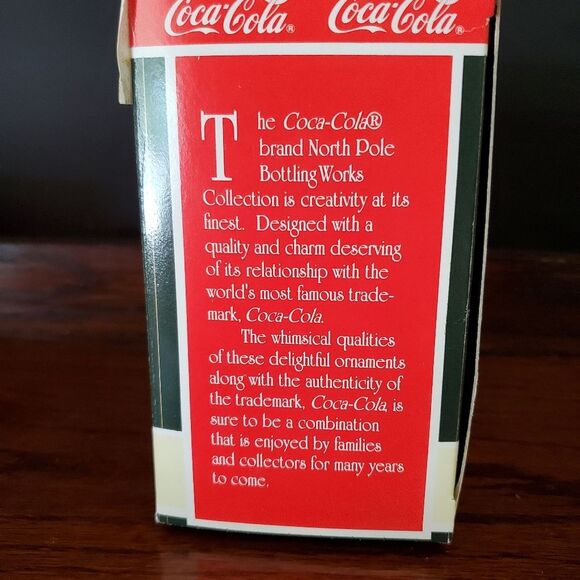 Coca-Cola® Coca-Cola®
The Coca-Cola®
brand North Pole
Bottling Works
Collection is creativity at its
finest. Designed with a
quality and charm deserving
of its relationship with the
world's most famous trade-
mark, Coca-Cola.
The whimsical qualities
of these delightful ornaments
along with the authenticity of
the trademark, Coca-Cola, is
sure to be a combination
that is enjoyed by families
and collectors for many years
to come.